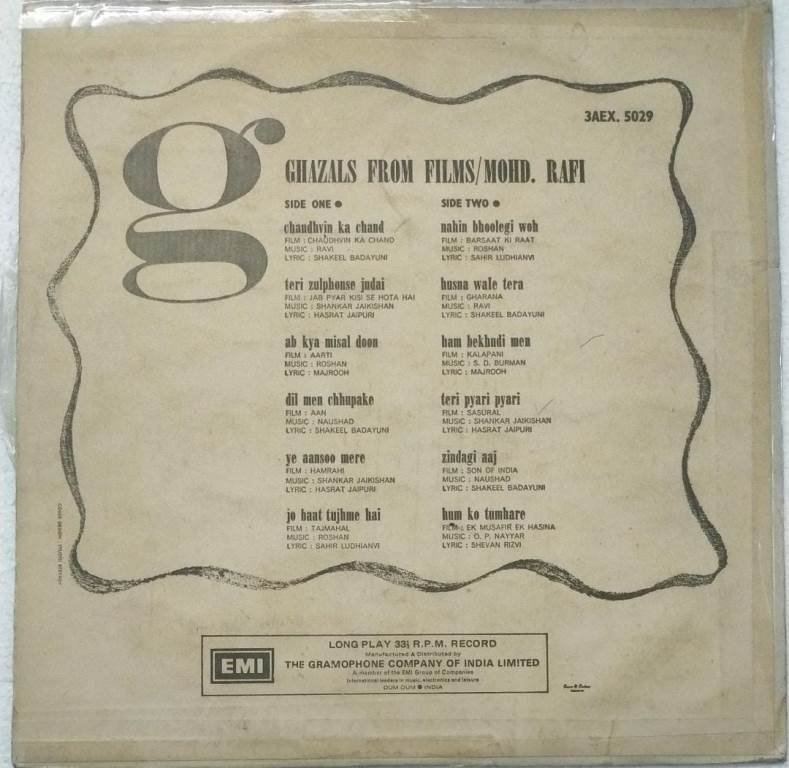 3AEX. 5029
g
GHAZALS FROM FILMS/MOHD. RAFI
SIDE ONE ●
chaudhvin ka chand
FILM : CHAUDHVIN KA CHAND
MUSIC : RAVI
LYRIC : SHAKEEL BADAYUNI
teri zulphonse judai
FILM : JAB PYAR KISI SE HOTA HAI
MUSIC : SHANKAR JAIKISHAN
LYRIC : HASRAT JAIPURI
ab kya misal doon
FILM : AARTI
MUSIC : ROSHAN
LYRIC : MAJROOH
dil men chhupake
FILM : AAN
MUSIC : NAUSHAD
LYRIC : SHAKEEL BADAYUNI
ye aansoo mere
FILM : HAMRAHI
MUSIC : SHANKAR JAIKISHAN
LYRIC : HASRAT JAIPURI
jo baat tujhme hai
FILM : TAJMAHAL
MUSIC : ROSHAN
LYRIC : SAHIR LUDHIANVI
SIDE TWO ●
nahin bhoolegi woh
FILM : BARSAAT KI RAAT
MUSIC : ROSHAN
LYRIC : SAHIR LUDHIANVI
husna wale tera
FILM : GHARANA
MUSIC : RAVI
LYRIC : SHAKEEL BADAYUNI
ham bekhudi men
FILM : KALAPANI
MUSIC : S. D. BURMAN
LYRIC : MAJROOH
teri pyari pyari
FILM : SASURAL
MUSIC : SHANKAR JAIKISHAN
LYRIC : HASRAT JAIPURI
zindagi aaj
FILM : SON OF INDIA
MUSIC : NAUSHAD
LYRIC : SHAKEEL BADAYUNI
hum ko tumhare
FILM : EK MUSAFIR EK HASINA
MUSIC : O. P. NAYYAR
LYRIC : SHEVAN RIZVI
COVER DESIGN :
EMI
LONG PLAY 33⅓ R.P.M. RECORD
Manufactured & Distributed by
THE GRAMOPHONE COMPANY OF INDIA LIMITED
A member of the EMI Group of Companies
International leaders in music, electronics and leisure
DUM DUM ● INDIA